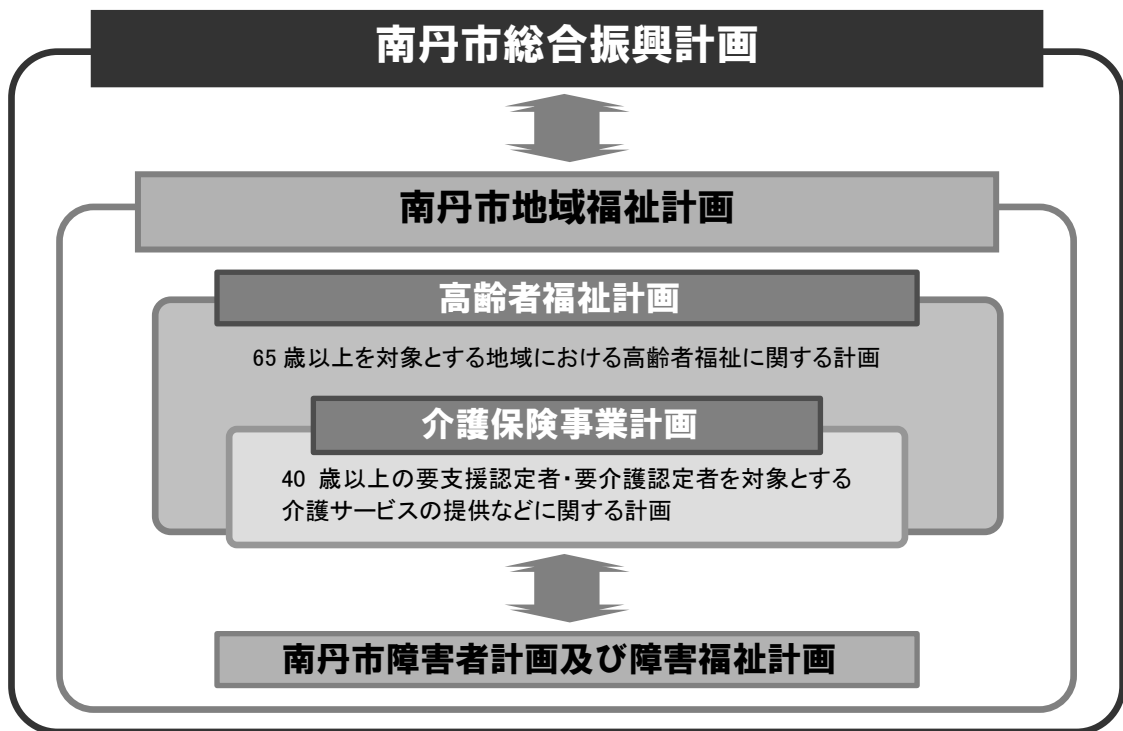 南丹市総合振興計画
南丹市地域福祉計画
高齢者福祉計画
65 歳以上を対象とする地域における高齢者福祉に関する計画
介護保険事業計画
40 歳以上の要支援認定者・要介護認定者を対象とする
介護サービスの提供などに関する計画
南丹市障害者計画及び障害福祉計画